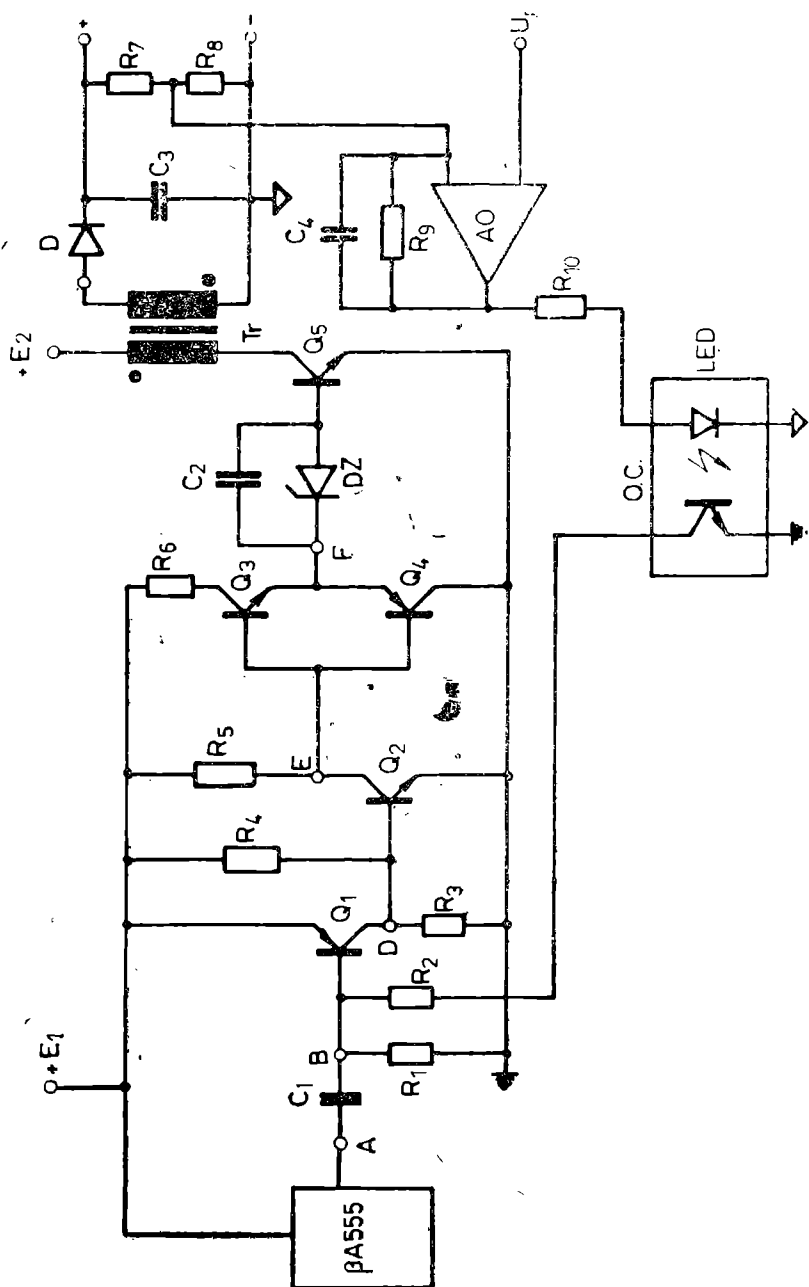 βA555
+E1
A
C1
B
R1
R2
Q1
D
R3
R4
Q2
E
R5
Q3
R6
Q4
F
C2
DZ
Q5
+E2
Tr
D
C3
+
R7
R8
-
C4
R9
AO
R10
O.C.
LED